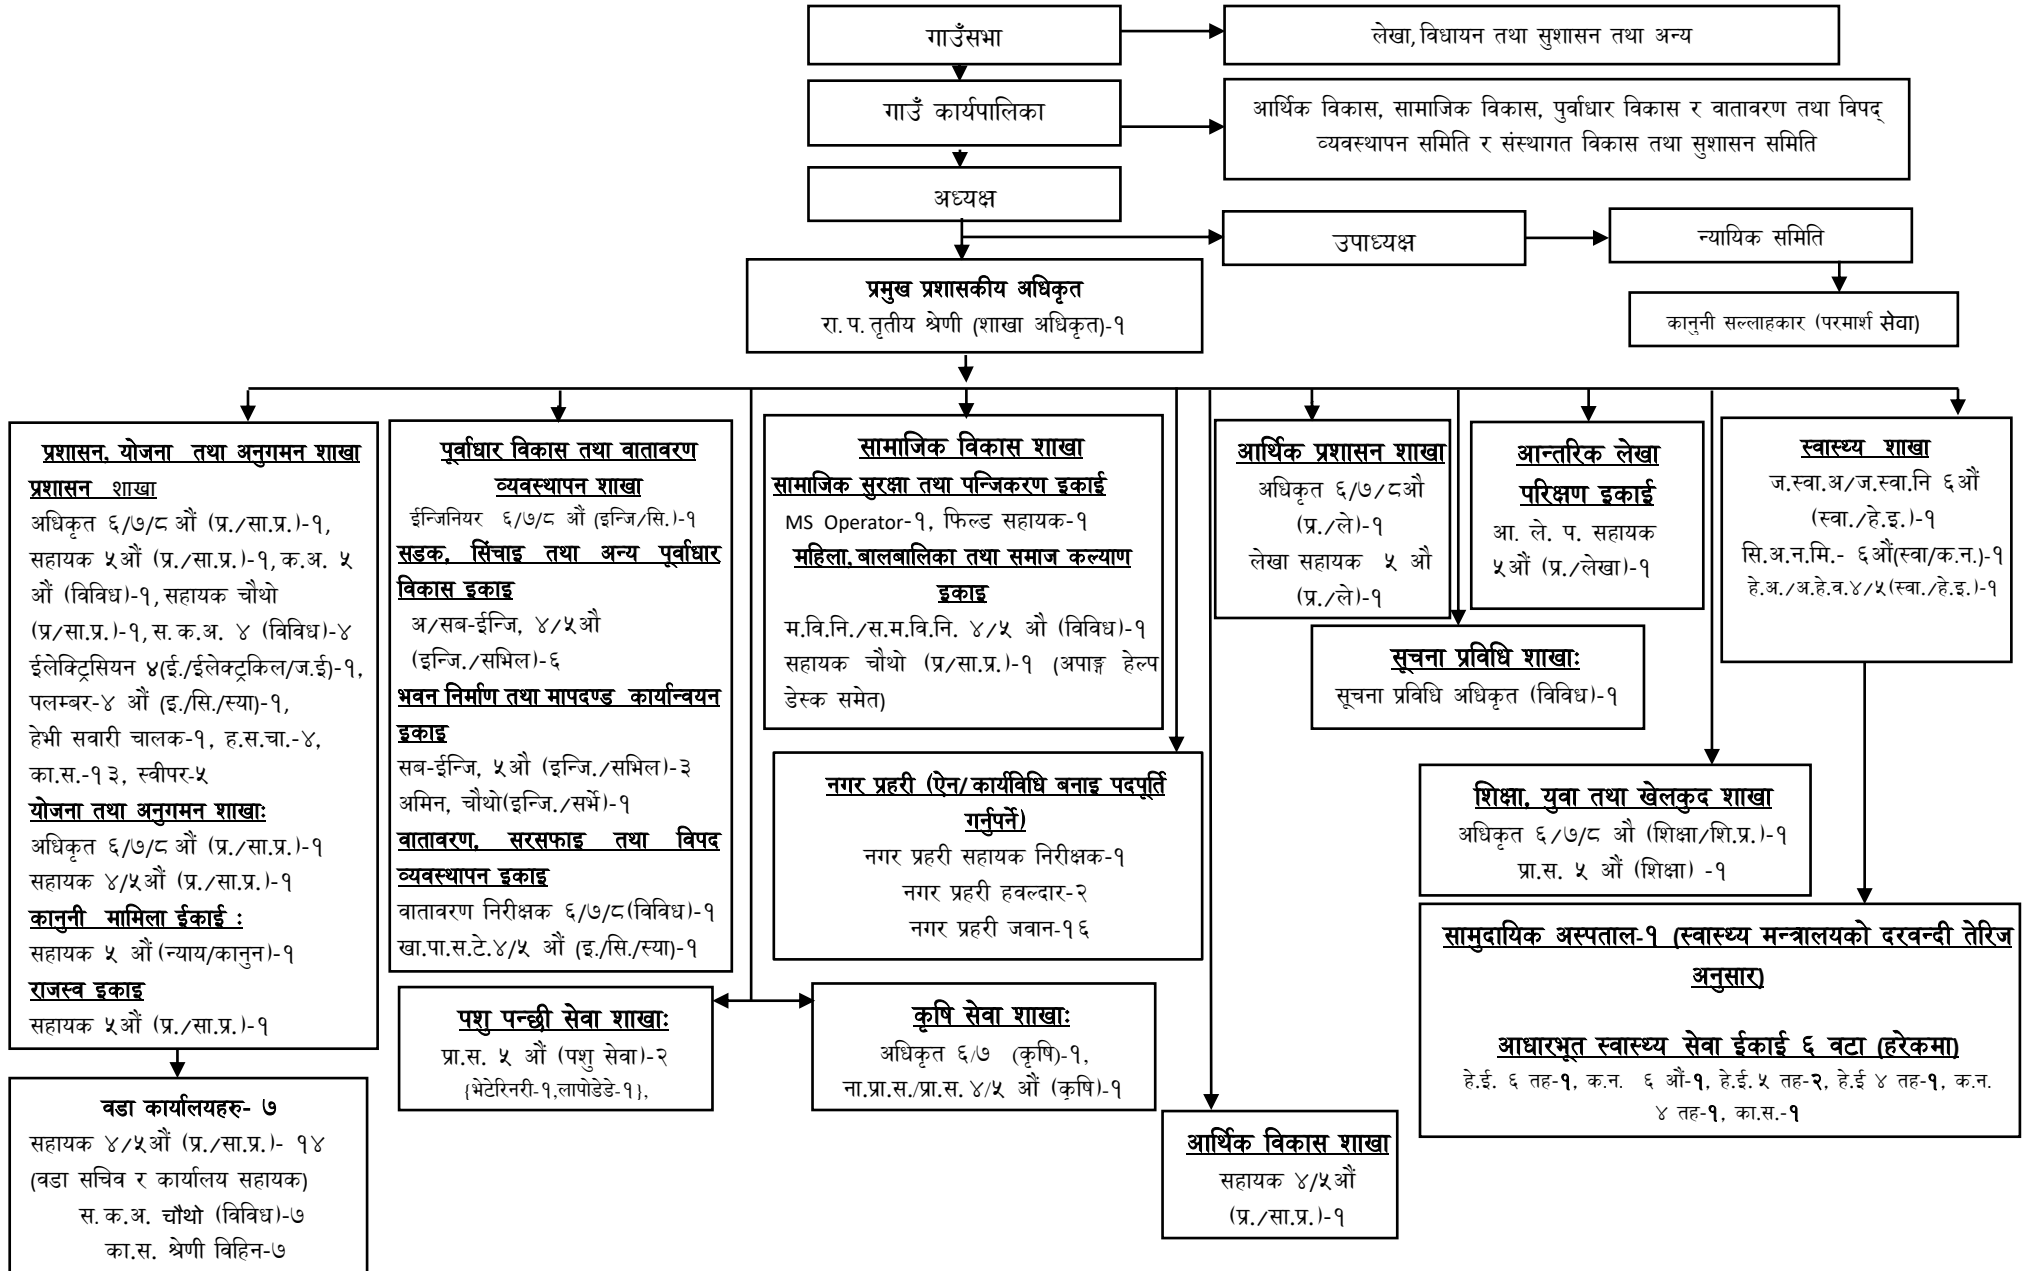 गाउँसभा
लेखा, विधायन तथा सुशासन तथा अन्य
गाउँ कार्यपालिका
आर्थिक विकास, सामाजिक विकास, पुर्वाधार विकास र वातावरण तथा विपद्
व्यवस्थापन समिति र संस्थागत विकास तथा सुशासन समिति
अध्यक्ष
उपाध्यक्ष
न्यायिक समिति
कानुनी सल्लाहकार (परमार्श सेवा)
प्रमुख प्रशासकीय अधिकृत
रा. प. तृतीय श्रेणी (शाखा अधिकृत)-१
प्रशासन, योजना तथा अनुगमन शाखा
प्रशासन शाखा
अधिकृत ६/७/८ औं (प्र./सा.प्र.)-१,
सहायक ५औं (प्र./सा.प्र.)-१, क.अ. ५
औं (विविध)-१, सहायक चौथो
(प्र/सा.प्र.)-१, स. क.अ. ४ (विविध)-४
ईलेक्ट्रिसियन ४(ई./ईलेक्ट्रकिल/ज.ई)-१,
पलम्बर-४ औं (इ./सि./स्या)-१,
हेभी सवारी चालक-१, ह.स.चा.-४,
का.स.-१३, स्वीपर-५
योजना तथा अनुगमन शाखाः
अधिकृत ६/७/८ औं (प्र./सा.प्र.)-१
सहायक ४/५औं (प्र./सा.प्र.)-१
कानुनी मामिला ईकाई :
सहायक ५ औं (न्याय/कानुन)-१
राजस्व इकाइ
सहायक ५औं (प्र./सा.प्र.)-१
वडा कार्यालयहरु- ७
सहायक ४/५औं (प्र./सा.प्र.)- १४
(वडा सचिव र कार्यालय सहायक)
स. क.अ. चौथो (विविध)-७
का.स. श्रेणी विहिन-७
पूर्वाधार विकास तथा वातावरण
व्यवस्थापन शाखा
ईन्जिनियर ६/७/८ औं (इन्जि/सि.)-१
सडक, सिंचाइ तथा अन्य पूर्वाधार
विकास इकाइ
अ/सब-ईन्जि, ४/५औ
(इन्जि./सभिल)-६
भवन निर्माण तथा मापदण्ड कार्यान्वयन
इकाइ
सब-ईन्जि, ५औ (इन्जि./सभिल)-३
अमिन, चौथो(इन्जि./सर्भे)-१
वातावरण, सरसफाइ तथा विपद
व्यवस्थापन इकाइ
वातावरण निरीक्षक ६/७/८(विविध)-१
खा.पा.स.टे.४/५ औं (इ./सि./स्या)-१
पशु पन्छी सेवा शाखाः
प्रा.स. ५ औं (पशु सेवा)-२
{भेटेरिनरी-१,लापोडेडे-१},
सामाजिक विकास शाखा
सामाजिक सुरक्षा तथा पन्जिकरण इकाई
MS Operator-१, फिल्ड सहायक-१
महिला, बालबालिका तथा समाज कल्याण
इकाइ
म.वि.नि./स.म.वि.नि. ४/५ औ (विविध)-१
सहायक चौथो (प्र/सा.प्र.)-१ (अपाङ्ग हेल्प
डेस्क समेत)
नगर प्रहरी (ऐन/ कार्यविधि बनाइ पदपूर्ति
गर्नुपर्ने)
नगर प्रहरी सहायक निरीक्षक-१
नगर प्रहरी हवल्दार-२
नगर प्रहरी जवान-१६
कृषि सेवा शाखाः
अधिकृत ६/७ (कृषि)-१,
ना.प्रा.स./प्रा.स. ४/५ औं (कृषि)-१
आर्थिक प्रशासन शाखा
अधिकृत ६/७/८औ
(प्र./ले)-१
लेखा सहायक ५ औ
(प्र./ले)-१
आन्तरिक लेखा
परिक्षण इकाई
आ. ले. प. सहायक
५औं (प्र./लेखा)-१
सूचना प्रविधि शाखाः
सूचना प्रविधि अधिकृत (विविध)-१
स्वास्थ्य शाखा
ज.स्वा.अ/ज.स्वा.नि ६औं
(स्वा./हे.इ.)-१
सि.अ.न.मि.- ६औं(स्वा/क.न.)-१
हे.अ./अ.हे.व.४/५(स्वा./हे.इ.)-१
शिक्षा, युवा तथा खेलकुद शाखा
अधिकृत ६/७/८ औ (शिक्षा/शि.प्र.)-१
प्रा.स. ५ औं (शिक्षा) -१
सामुदायिक अस्पताल-१ (स्वास्थ्य मन्त्रालयको दरवन्दी तेरिज
अनुसार)
आधारभूत स्वास्थ्य सेवा ईकाई ६ वटा (हरेकमा)
हे.ई. ६ तह-१, क.न. ६ औं-१, हे.ई. ५ तह-२, हे.ई ४ तह-१, क.न.
४ तह-१, का.स.-१
आर्थिक विकास शाखा
सहायक ४/५औं
(प्र./सा.प्र.)-१